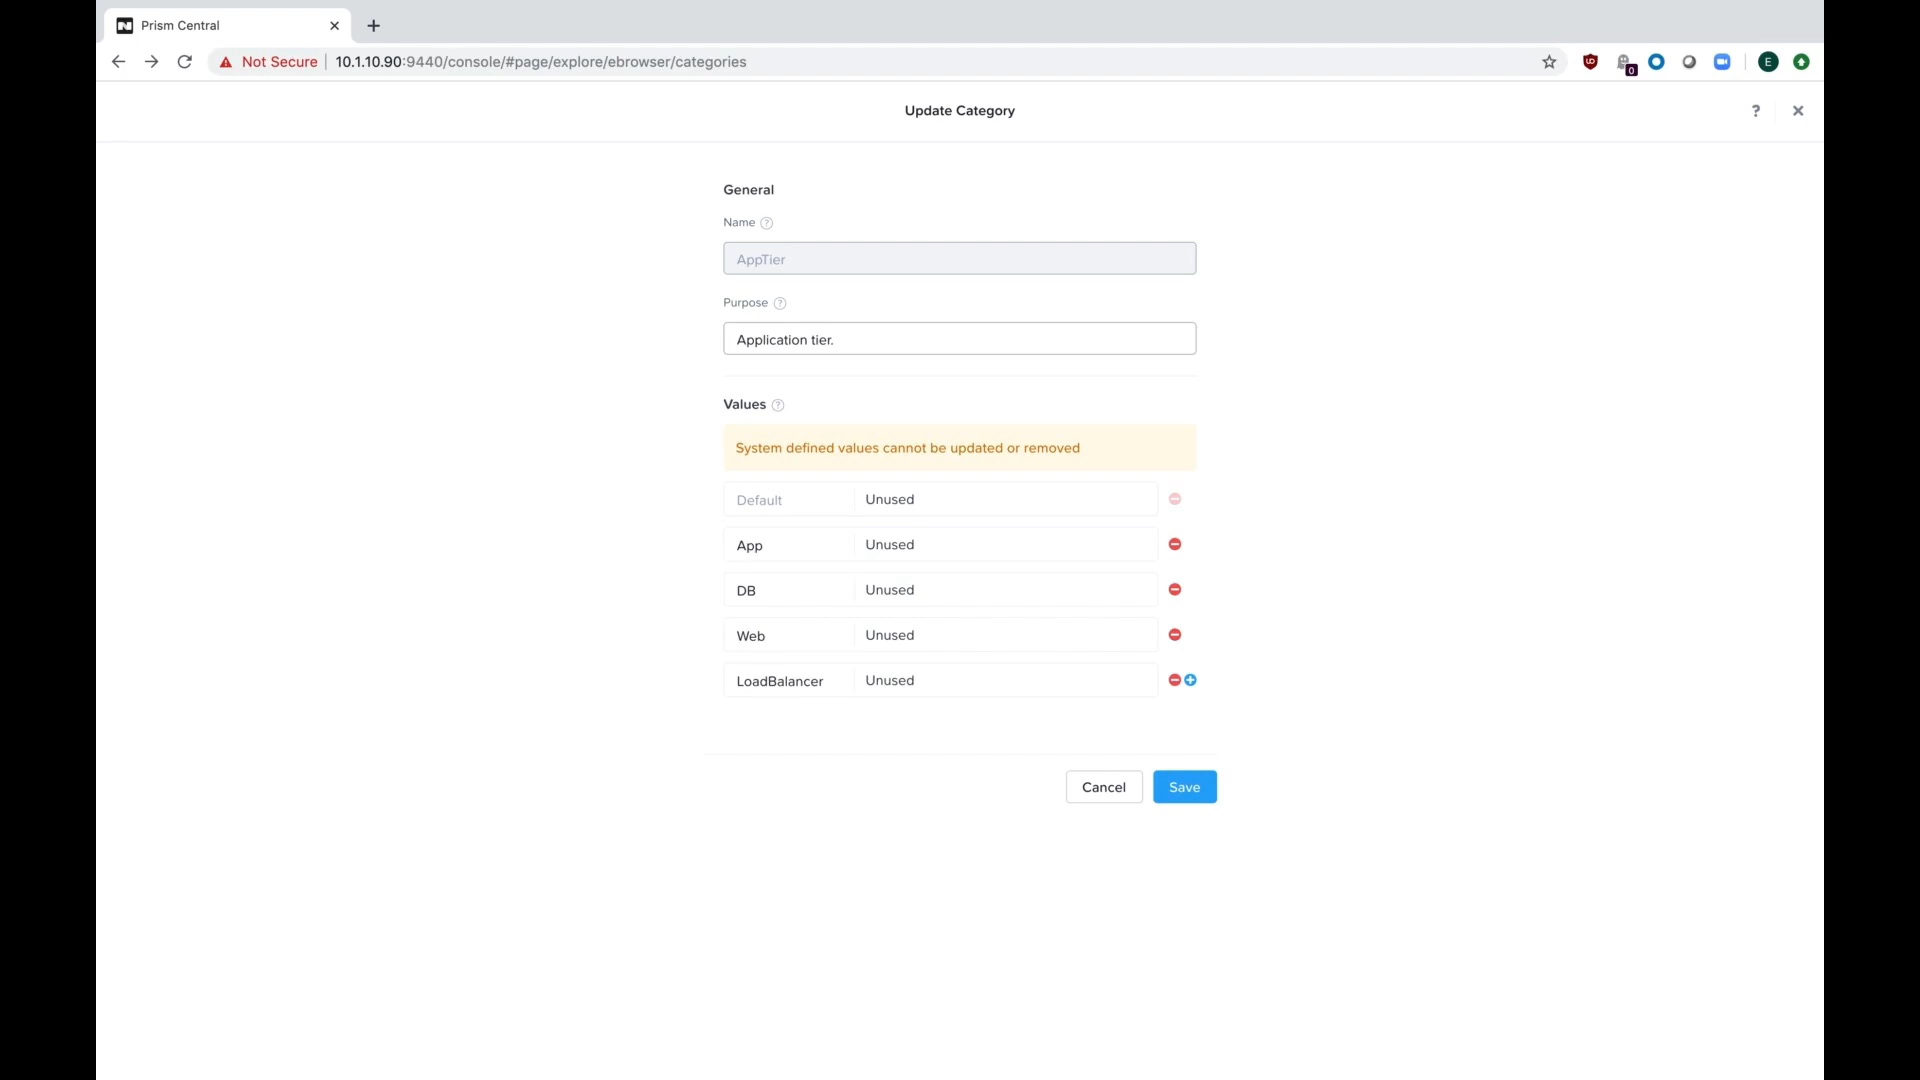 Prism Central
Not Secure 10.1.10.90:9440/console/#page/explore/ebrowser/categories
0
E
Update Category
?
General
Name ?
AppTier
Purpose ?
Application tier.
Values ?
System defined values cannot be updated or removed
Default Unused
App Unused
DB Unused
Web Unused
LoadBalancer Unused
Cancel Save